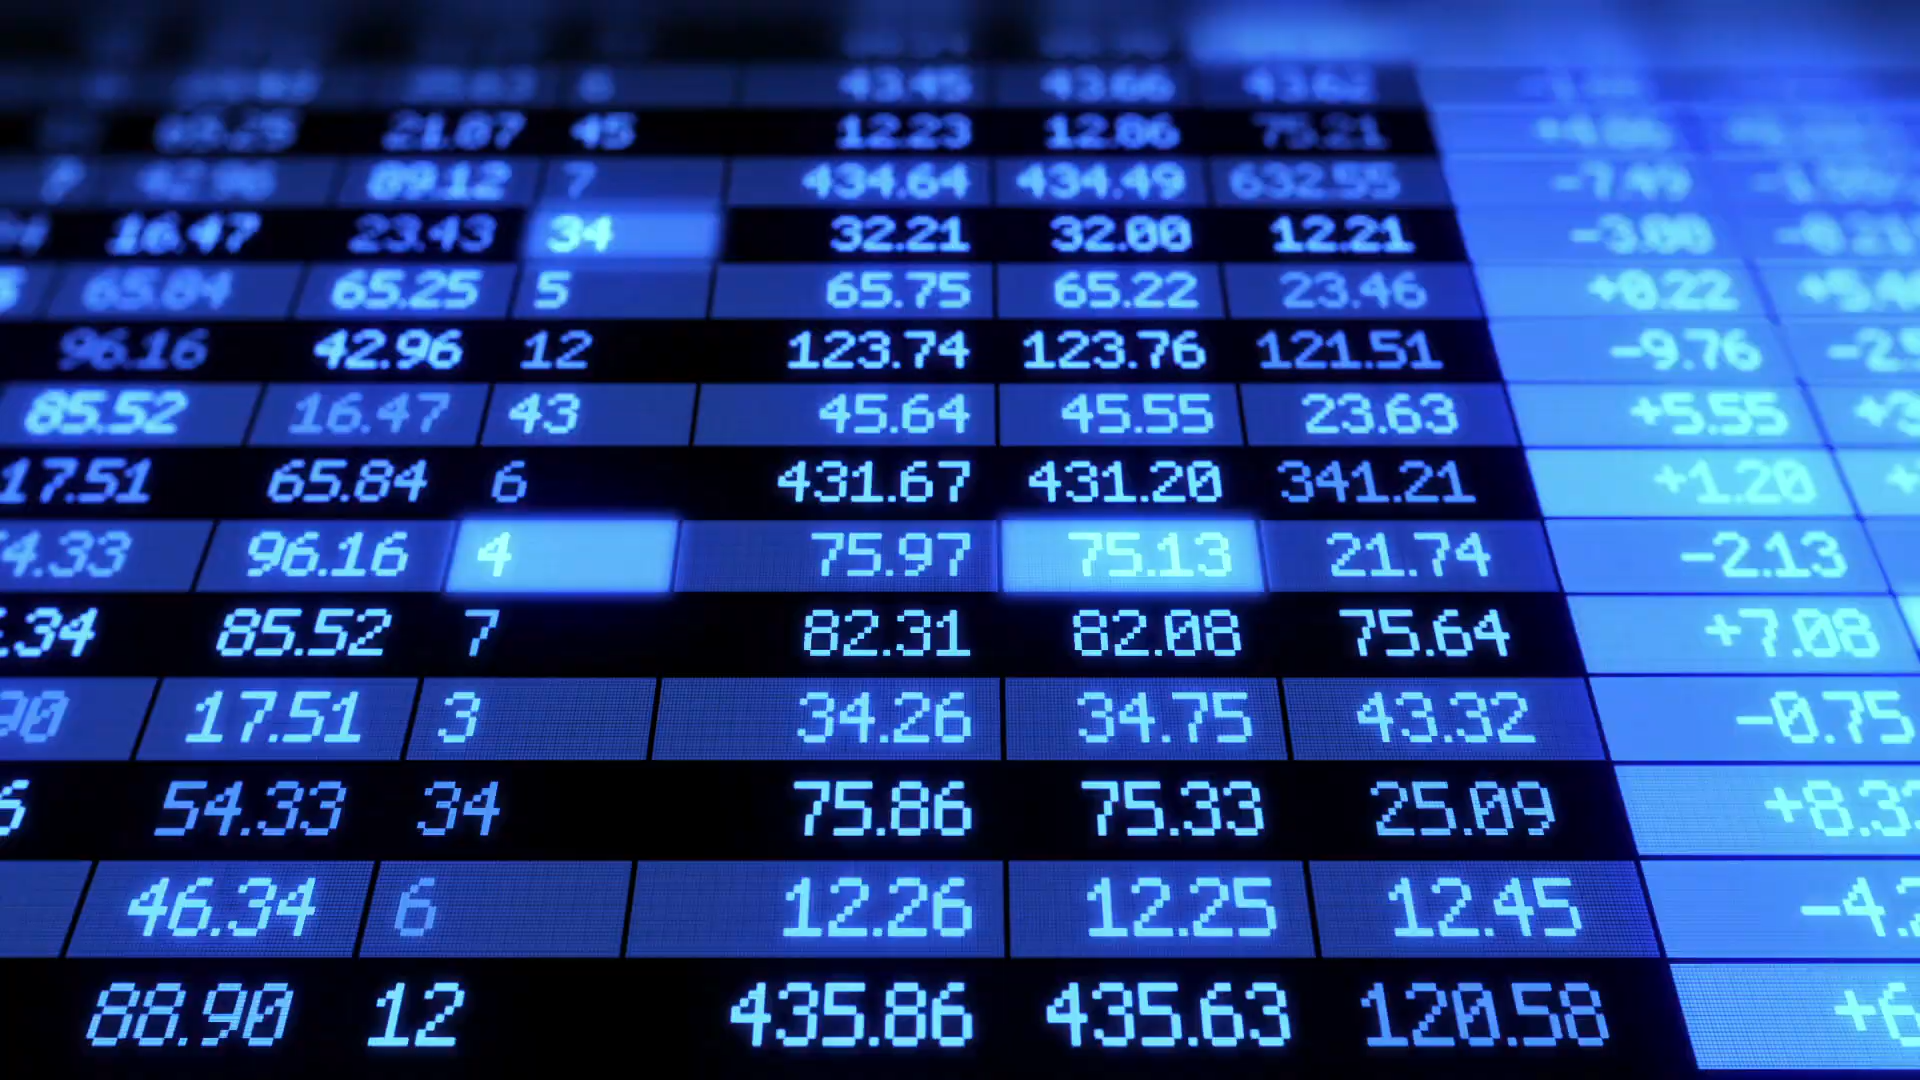 43.45 43.66 43.62
69.25 21.07 45 12.23 12.06 75.21
42.96 09.12 7 434.64 434.49 632.55 -7.49
16.47 23.43 34 32.21 32.00 12.21 -3.00
65.84 65.25 5 65.75 65.22 23.46 +0.22
96.16 42.96 12 123.74 123.76 121.51 -9.76
85.52 16.47 43 45.64 45.55 23.63 +5.55
17.51 65.84 6 431.67 431.20 341.21 +1.20
4.33 96.16 4 75.97 75.13 21.74 -2.13
.34 85.52 7 82.31 82.08 75.64 +7.08
90 17.51 3 34.26 34.75 43.32 -0.75
6 54.33 34 75.86 75.33 25.09 +8.3
46.34 6 12.26 12.25 12.45 -4.2
88.90 12 435.86 435.63 120.58 +6